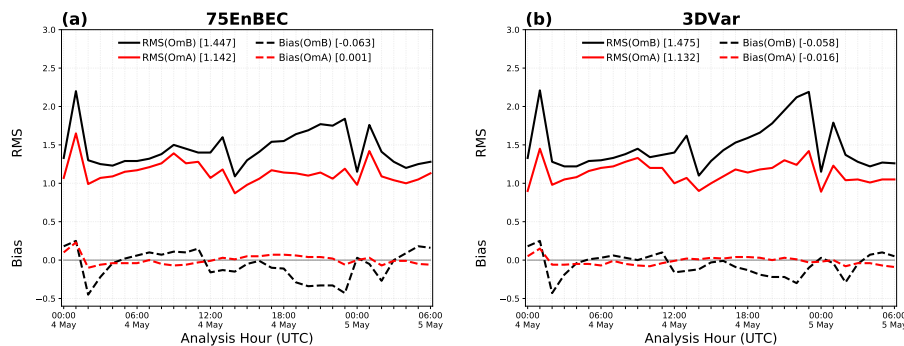 (a) 75EnBEC
RMS(OmB) [1.447] Bias(OmB) [-0.063]
RMS(OmA) [1.142] Bias(OmA) [0.001]
3.0
2.5
2.0
1.5
1.0
0.5
0.0
−0.5
RMS
Bias
00:00 06:00 12:00 18:00 00:00 06:00
4 May 4 May 4 May 4 May 5 May 5 May
Analysis Hour (UTC)
(b) 3DVar
RMS(OmB) [1.475] Bias(OmB) [-0.058]
RMS(OmA) [1.132] Bias(OmA) [-0.016]
3.0
2.5
2.0
1.5
1.0
0.5
0.0
−0.5
RMS
Bias
00:00 06:00 12:00 18:00 00:00 06:00
4 May 4 May 4 May 4 May 5 May 5 May
Analysis Hour (UTC)